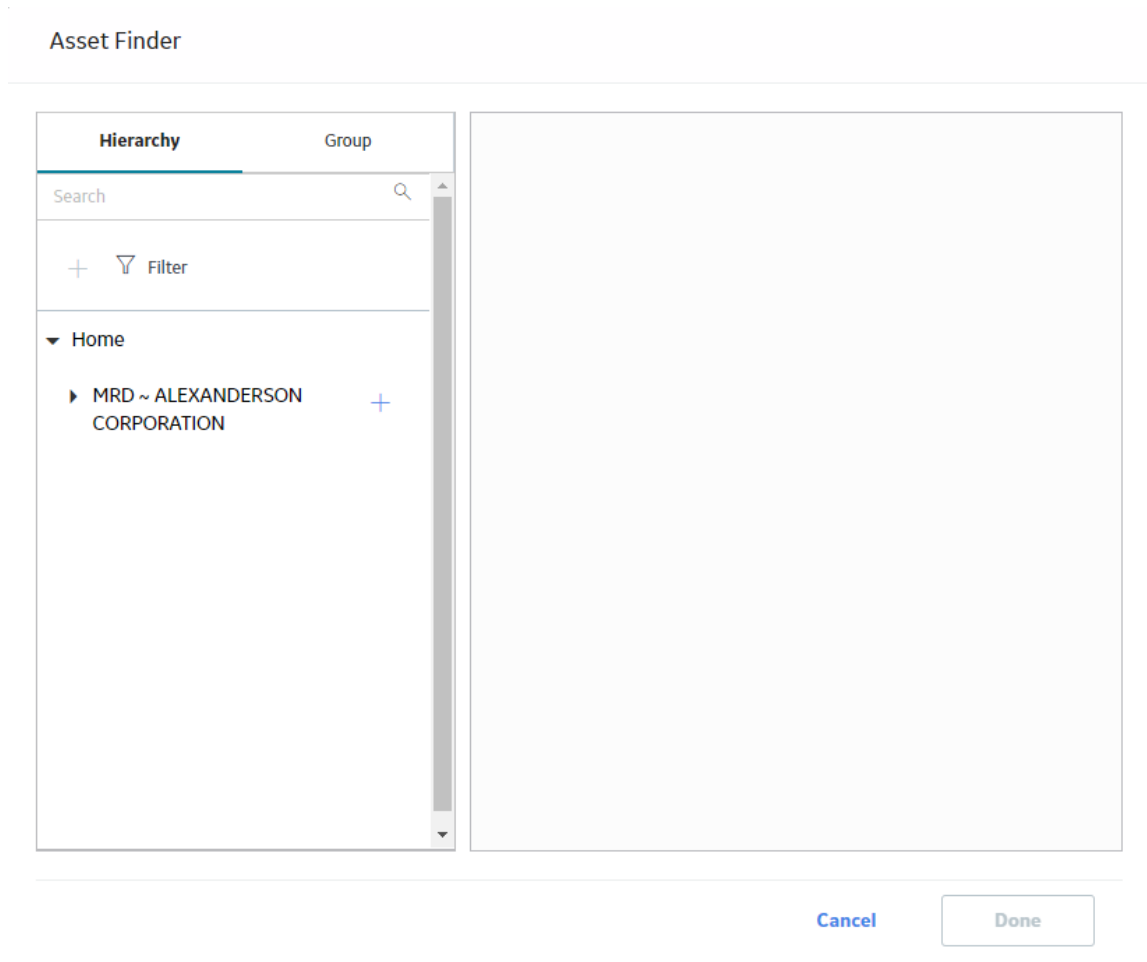 Asset Finder
Hierarchy Group
Search
Filter
Home
MRD ~ ALEXANDERSON
CORPORATION
Cancel Done